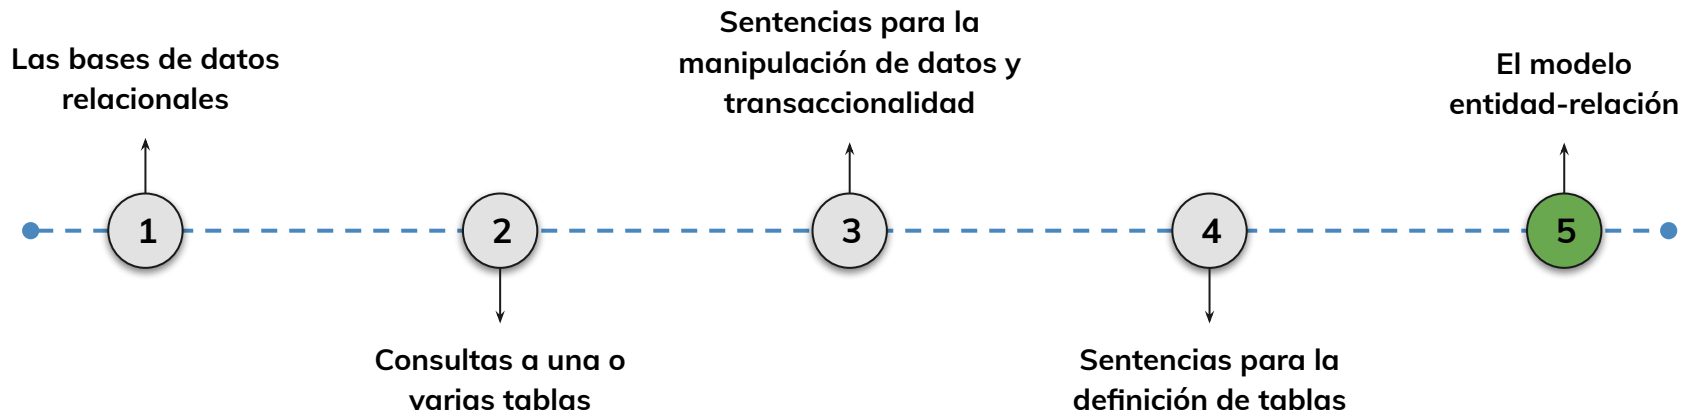 Las bases de datos
relacionales
Sentencias para la
manipulación de datos y
transaccionalidad
El modelo
entidad-relación
1
2
3
4
5
Consultas a una o
varias tablas
Sentencias para la
definición de tablas